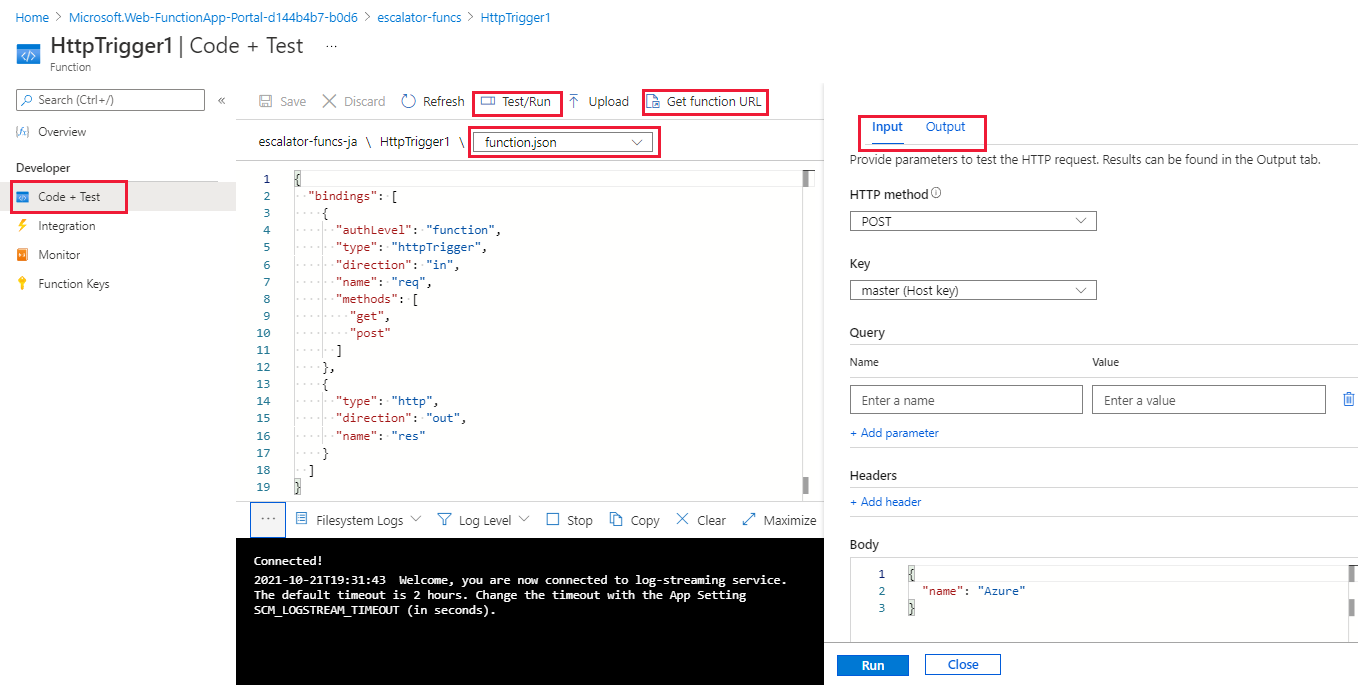 Home > Microsoft.Web-FunctionApp-Portal-d144b4b7-b0d6 > escalator-funcs > HttpTrigger1
HttpTrigger1 | Code + Test ...
Function
Search (Ctrl+/)
«
Overview
Developer
Code + Test
Integration
Monitor
Function Keys
Save Discard Refresh Test/Run Upload Get function URL
escalator-funcs-ja \ HttpTrigger1 \ function.json
1 {
2 "bindings": [
3 {
4 "authLevel": "function",
5 "type": "httpTrigger",
6 "direction": "in",
7 "name": "req",
8 "methods": [
9 "get",
10 "post"
11 ]
12 },
13 {
14 "type": "http",
15 "direction": "out",
16 "name": "res"
17 }
18 ]
19 }
... Filesystem Logs Log Level Stop Copy Clear Maximize
Connected!
2021-10-21T19:31:43 Welcome, you are now connected to log-streaming service.
The default timeout is 2 hours. Change the timeout with the App Setting
SCM_LOGSTREAM_TIMEOUT (in seconds).
Input Output
Provide parameters to test the HTTP request. Results can be found in the Output tab.
HTTP method
POST
Key
master (Host key)
Query
Name Value
Enter a name Enter a value
+ Add parameter
Headers
+ Add header
Body
1 {
2 "name": "Azure"
3 }
Run Close